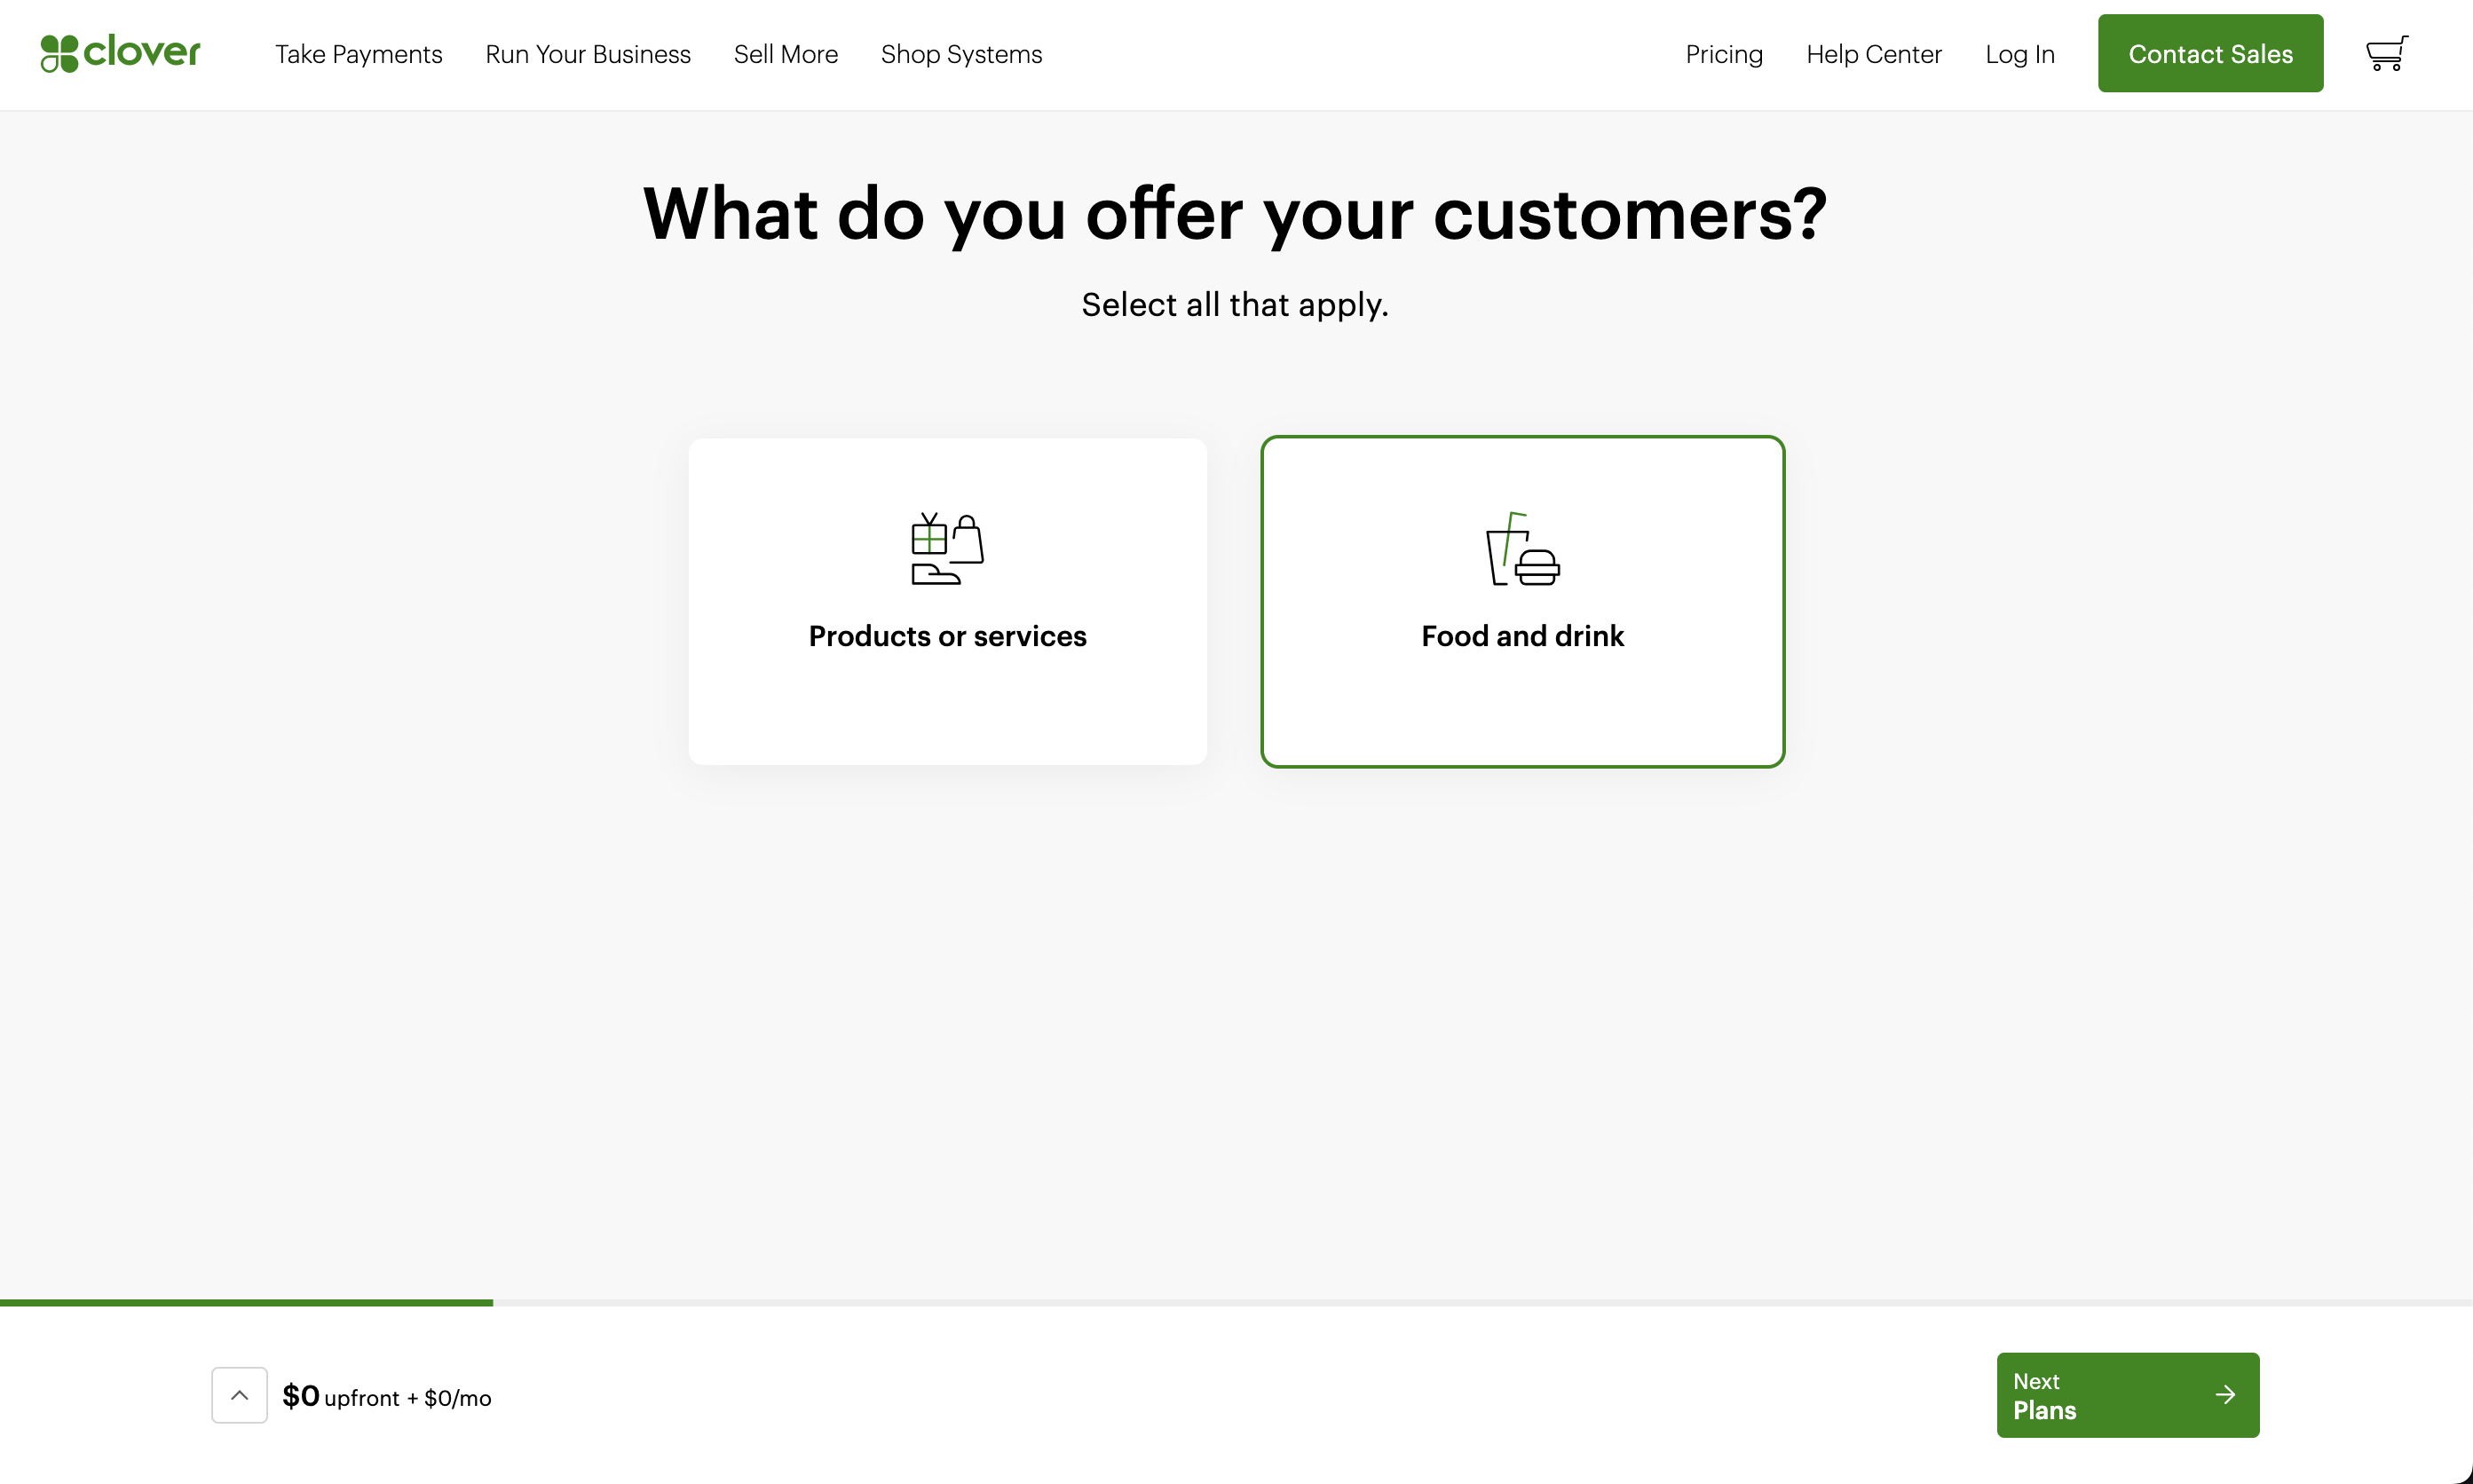 clover
Take Payments
Run Your Business
Sell More
Shop Systems
Pricing
Help Center
Log In
Contact Sales
What do you offer your customers?
Select all that apply.
Products or services
Food and drink
$0 upfront + $0/mo
Next
Plans